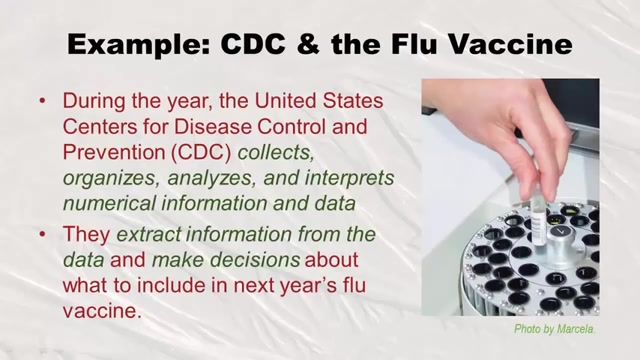 Example: CDC & the Flu Vaccine
• During the year, the United States
Centers for Disease Control and
Prevention (CDC) collects,
organizes, analyzes, and interprets
numerical information and data
• They extract information from the
data and make decisions about
what to include in next year’s flu
vaccine.
Photo by Marcela.